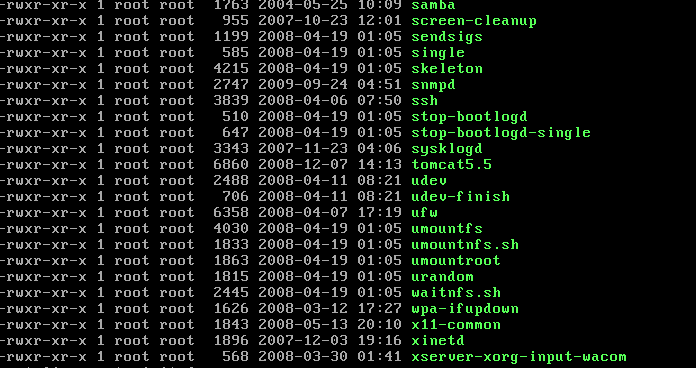 -rwxr-xr-x 1 root root 1763 2004-05-25 10:09 samba
-rwxr-xr-x 1 root root 955 2007-10-23 12:01 screen-cleanup
-rwxr-xr-x 1 root root 1199 2008-04-19 01:05 sendsigs
-rwxr-xr-x 1 root root 585 2008-04-19 01:05 single
-rwxr-xr-x 1 root root 4215 2008-04-19 01:05 skeleton
-rwxr-xr-x 1 root root 2747 2009-09-24 04:51 snmpd
-rwxr-xr-x 1 root root 3839 2008-04-06 07:50 ssh
-rwxr-xr-x 1 root root 510 2008-04-19 01:05 stop-bootlogd
-rwxr-xr-x 1 root root 647 2008-04-19 01:05 stop-bootlogd-single
-rwxr-xr-x 1 root root 3343 2007-11-23 04:06 sysklogd
-rwxr-xr-x 1 root root 6860 2008-12-07 14:13 tomcat5.5
-rwxr-xr-x 1 root root 2488 2008-04-11 08:21 udev
-rwxr-xr-x 1 root root 706 2008-04-11 08:21 udev-finish
-rwxr-xr-x 1 root root 6358 2008-04-07 17:19 ufw
-rwxr-xr-x 1 root root 4030 2008-04-19 01:05 umountfs
-rwxr-xr-x 1 root root 1833 2008-04-19 01:05 umountnfs.sh
-rwxr-xr-x 1 root root 1863 2008-04-19 01:05 umountroot
-rwxr-xr-x 1 root root 1815 2008-04-19 01:05 urandom
-rwxr-xr-x 1 root root 2445 2008-04-19 01:05 waitnfs.sh
-rwxr-xr-x 1 root root 1626 2008-03-12 17:27 wpa-ifupdown
-rwxr-xr-x 1 root root 1843 2008-05-13 20:10 x11-common
-rwxr-xr-x 1 root root 1896 2007-12-03 19:16 xinetd
-rwxr-xr-x 1 root root 568 2008-03-30 01:41 xserver-xorg-input-wacom